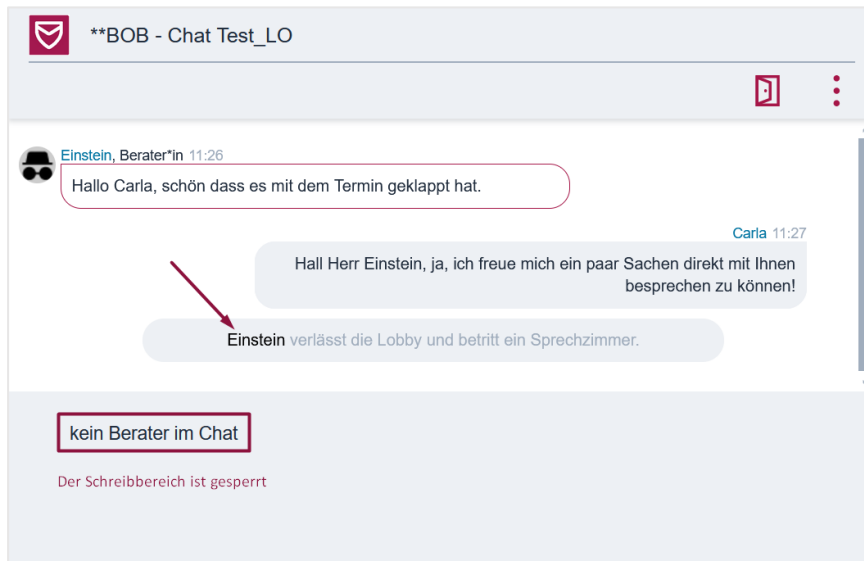 **BOB - Chat Test_LO
Einstein, Berater*in 11:26
Hallo Carla, schön dass es mit dem Termin geklappt hat.
Carla 11:27
Hall Herr Einstein, ja, ich freue mich ein paar Sachen direkt mit Ihnen
besprechen zu können!
Einstein verlässt die Lobby und betritt ein Sprechzimmer.
kein Berater im Chat
Der Schreibbereich ist gesperrt